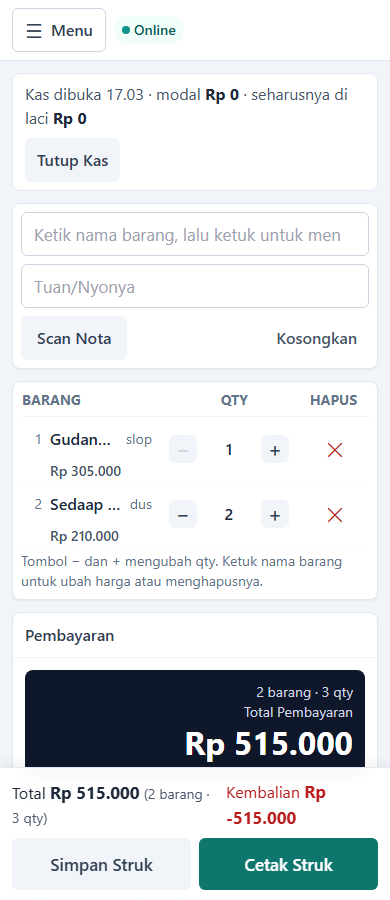 ☰ Menu
Online
Kas dibuka 17.03 · modal Rp 0 · seharusnya di
laci Rp 0
Tutup Kas
Ketik nama barang, lalu ketuk untuk men
Tuan/Nyonya
Scan Nota
Kosongkan
BARANG QTY HAPUS
1 Gudan... slop − 1 +
Rp 305.000
2 Sedaap ... dus − 2 +
Rp 210.000
Tombol − dan + mengubah qty. Ketuk nama barang
untuk ubah harga atau menghapusnya.
Pembayaran
2 barang · 3 qty
Total Pembayaran
Rp 515.000
Total Rp 515.000 (2 barang ·
3 qty)
Kembalian Rp
-515.000
Simpan Struk
Cetak Struk